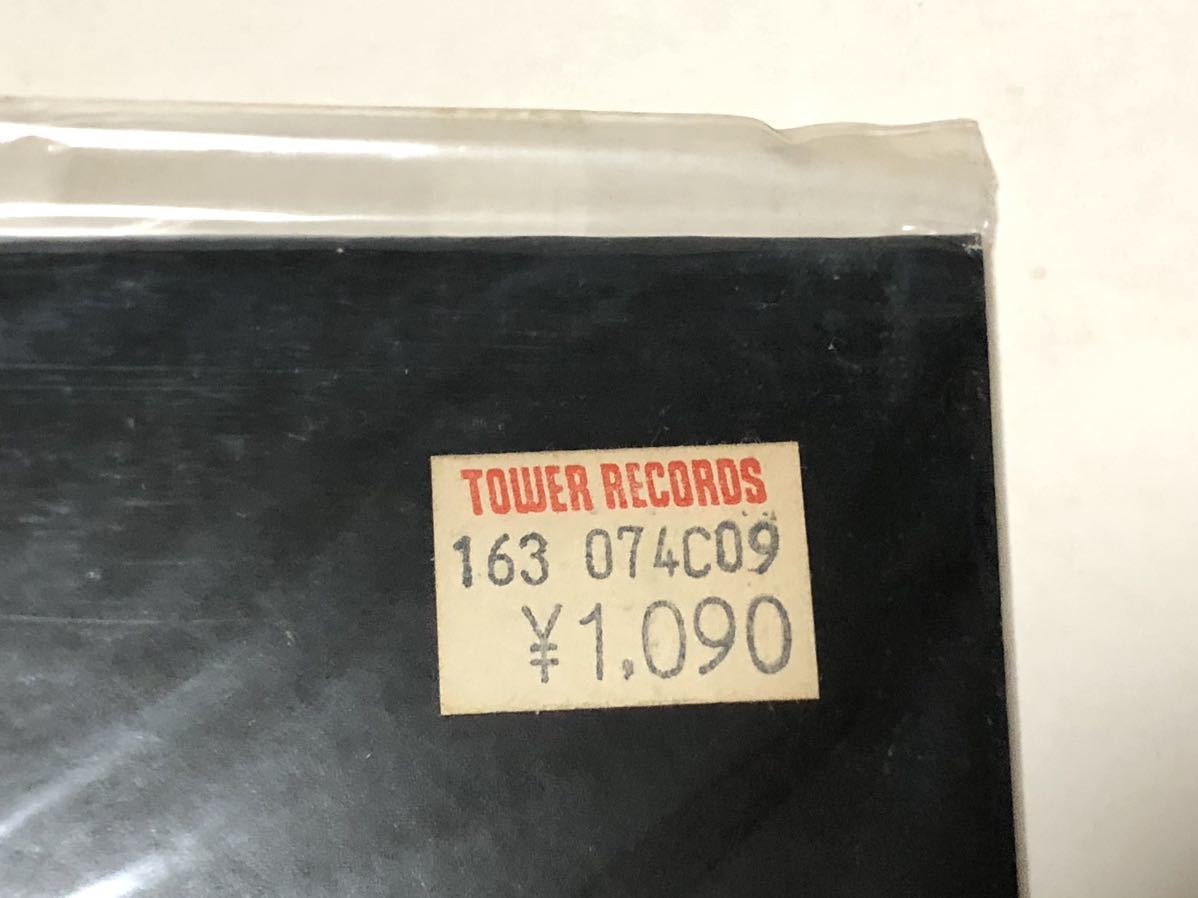 TOWER RECORDS
163 074C09
¥1,090